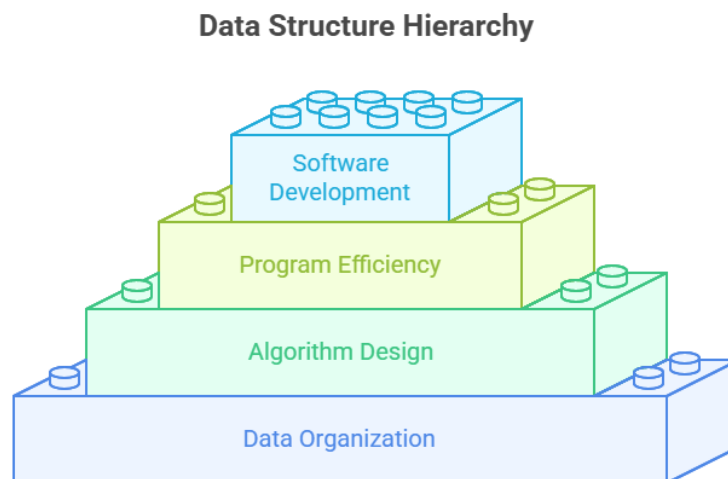 Data Structure Hierarchy
Software
Development
Program Efficiency
Algorithm Design
Data Organization